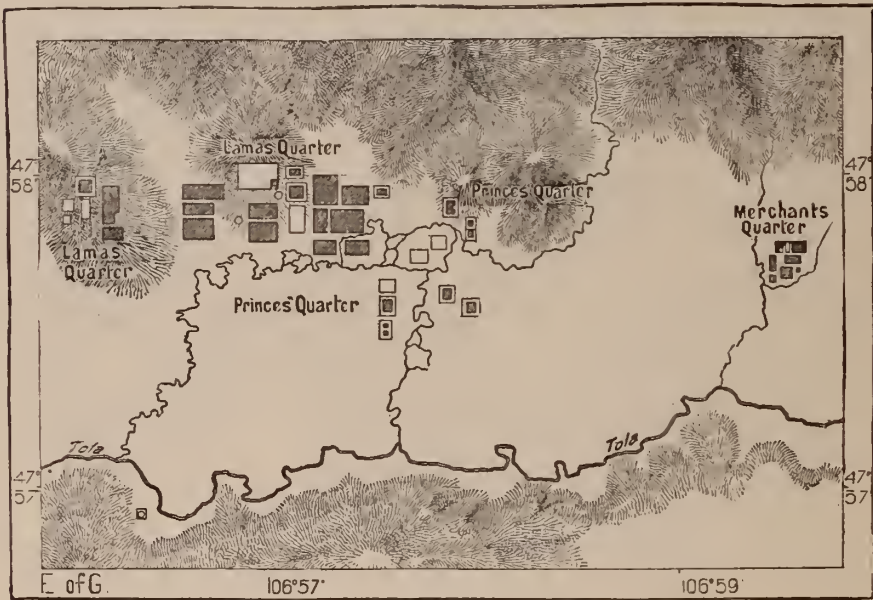 Lamas Quarter
47°
58'
47°
58'
Princes Quarter
Merchants
Quarter
Lamas
Quarter
Princes' Quarter
Tola
Tola
47°
57'
47°
57'
E. of G.
106°57'
106°59'